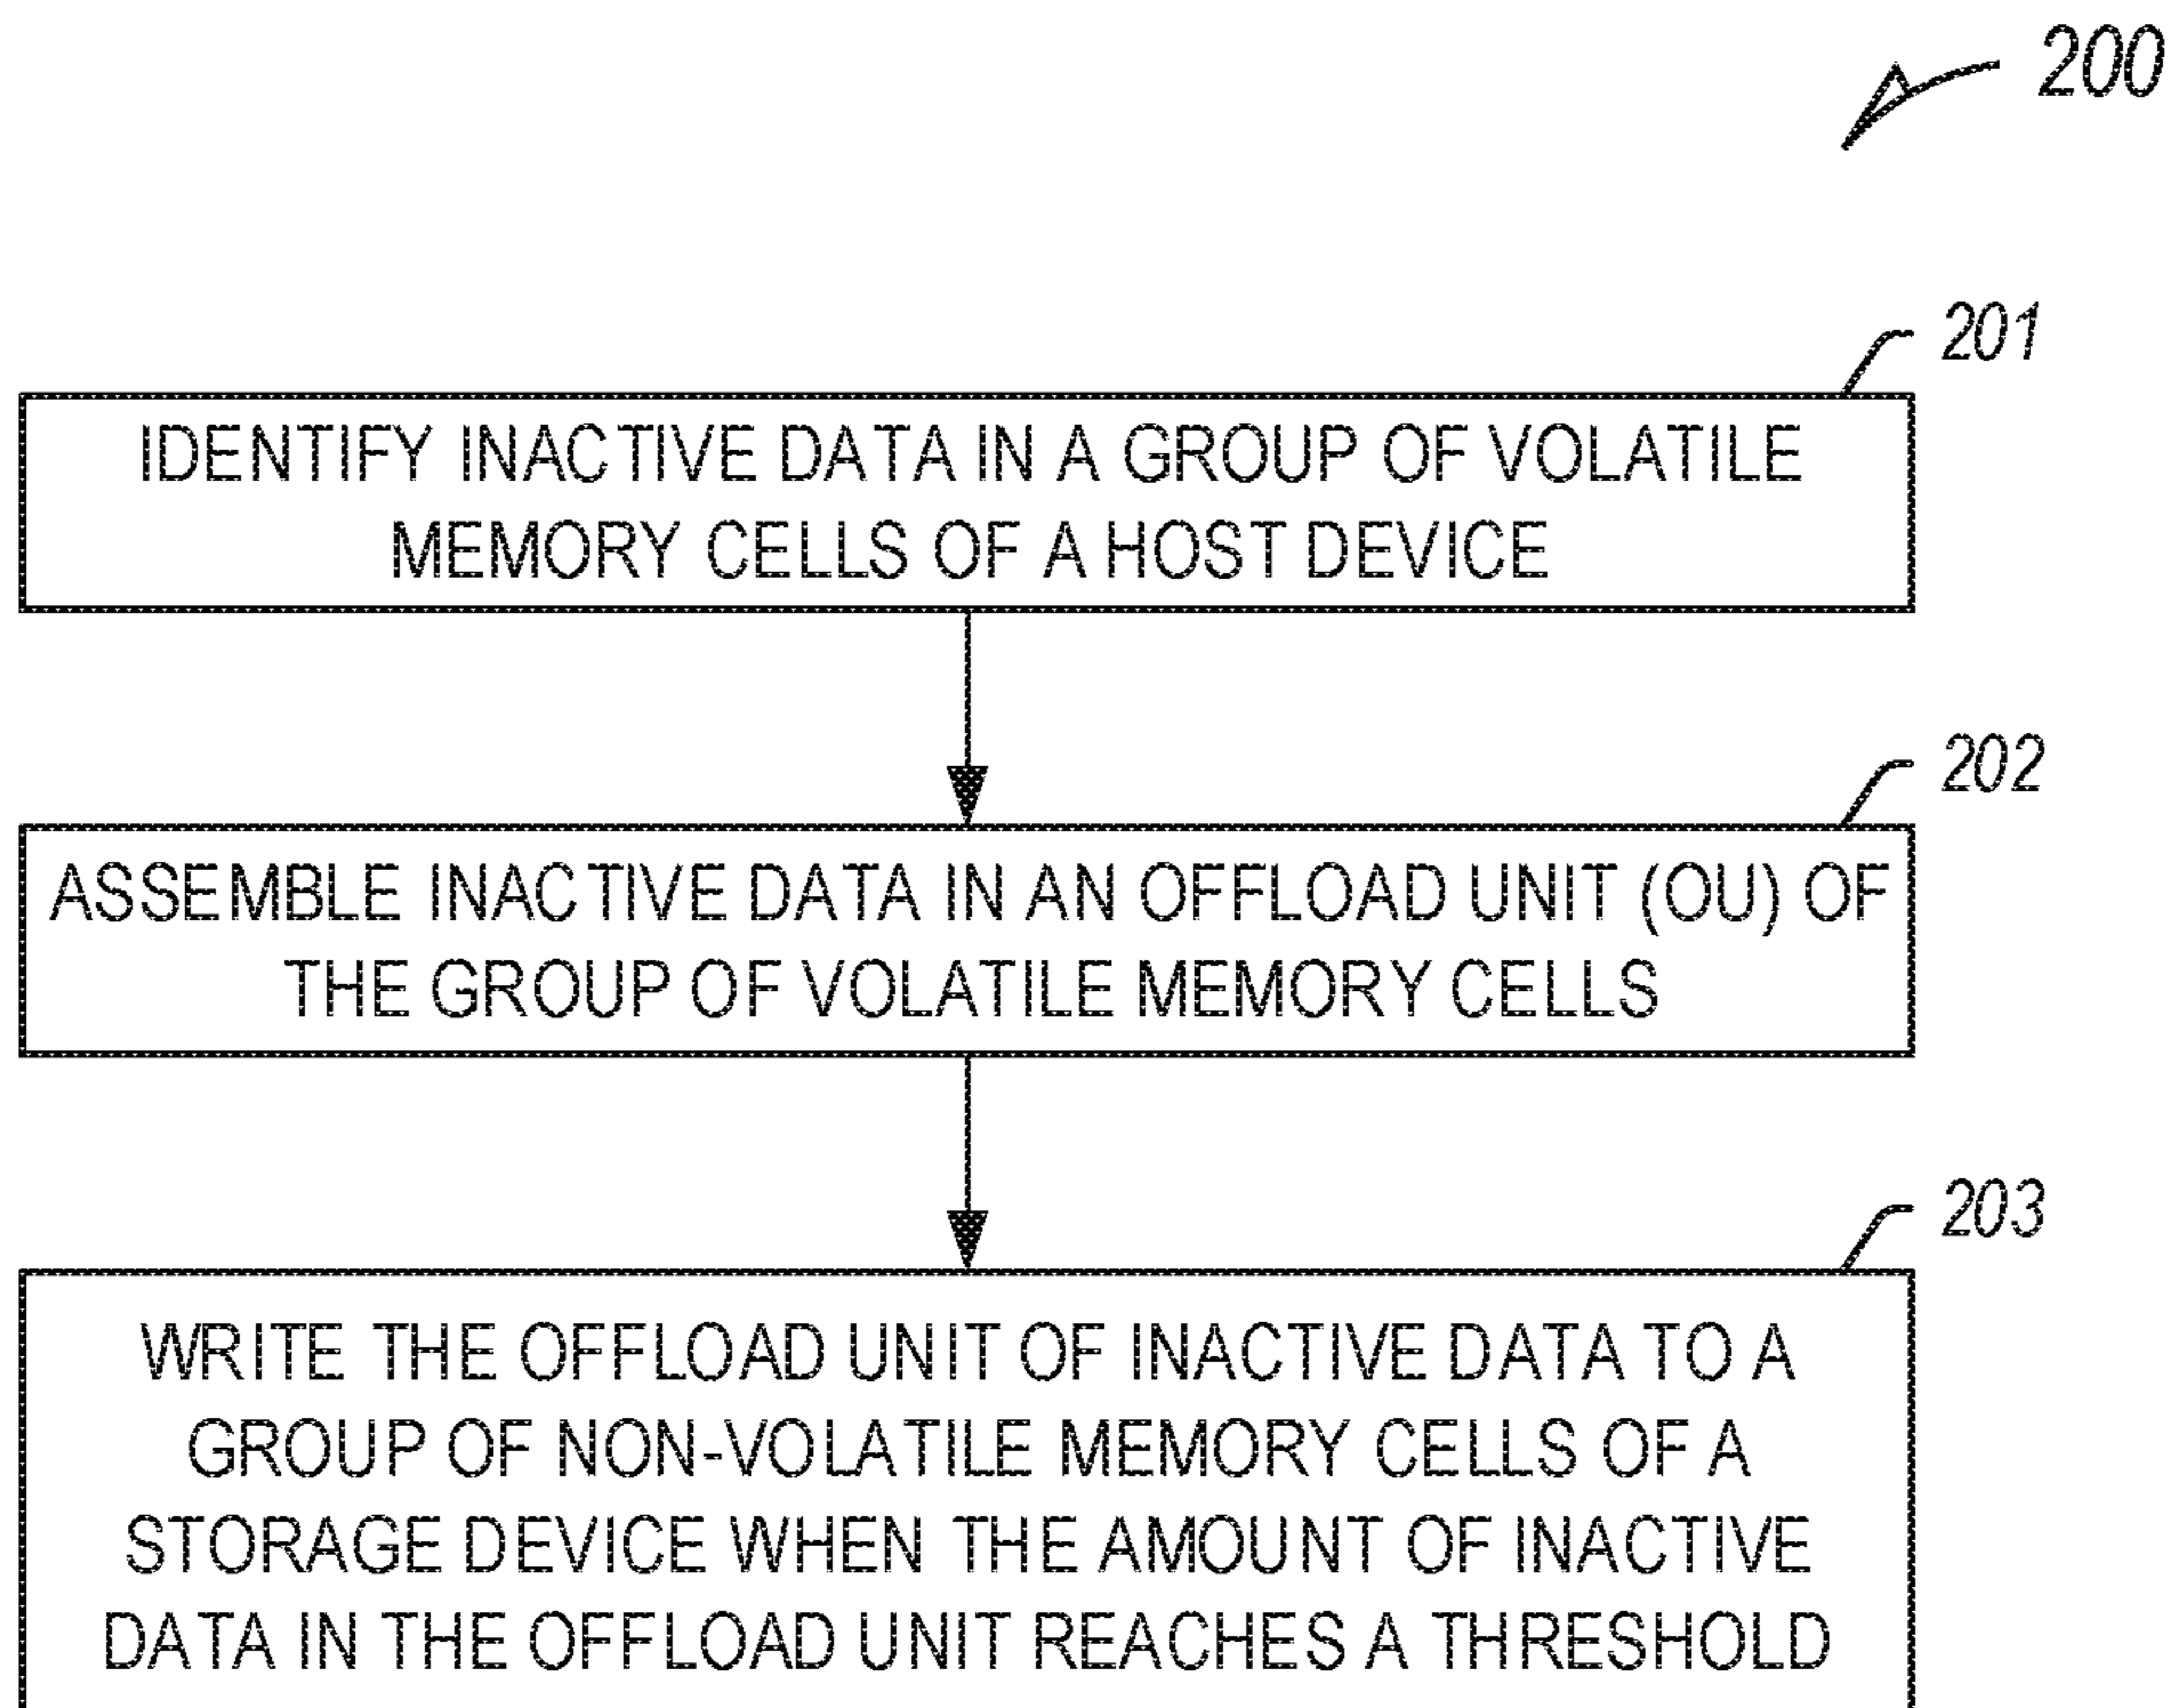 200
201
IDENTIFY INACTIVE DATA IN A GROUP OF VOLATILE
MEMORY CELLS OF A HOST DEVICE
202
ASSEMBLE INACTIVE DATA IN AN OFFLOAD UNIT (OU) OF
THE GROUP OF VOLATILE MEMORY CELLS
203
WRITE THE OFFLOAD UNIT OF INACTIVE DATA TO A
GROUP OF NON-VOLATILE MEMORY CELLS OF A
STORAGE DEVICE WHEN THE AMOUNT OF INACTIVE
DATA IN THE OFFLOAD UNIT REACHES A THRESHOLD